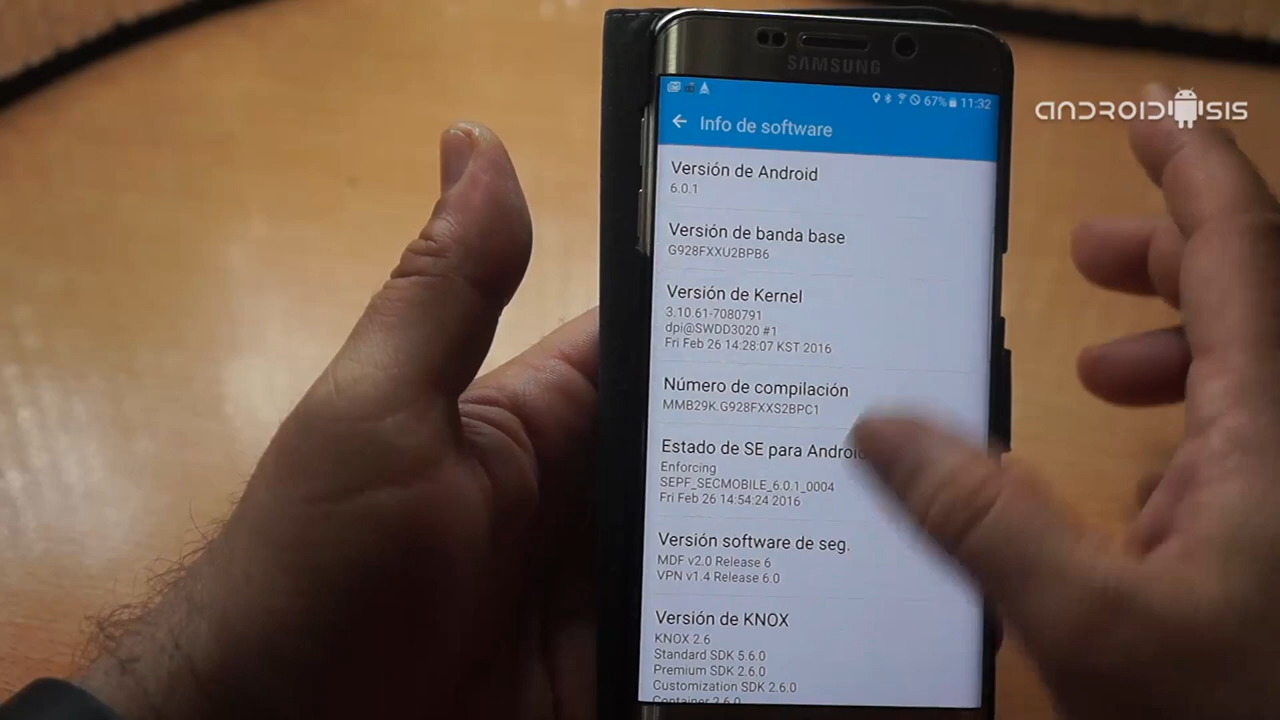 SAMSUNG
67% 11:32
ANDROIDSIS
Info de software
Versión de Android
6.0.1
Versión de banda base
G928FXXU2BPB6
Versión de Kernel
3.10.61-7080791
dpi@SWDD3020 #1
Fri Feb 26 14:28:07 KST 2016
Número de compilación
MMB29K.G928FXXS2BPC1
Estado de SE para Android
Enforcing
SEPF_SECMOBILE_6.0.1_0004
Fri Feb 26 14:54:24 2016
Versión software de seg.
MDF v2.0 Release 6
VPN v1.4 Release 6.0
Versión de KNOX
KNOX 2.6
Standard SDK 5.6.0
Premium SDK 2.6.0
Customization SDK 2.6.0
Container 2.6.0